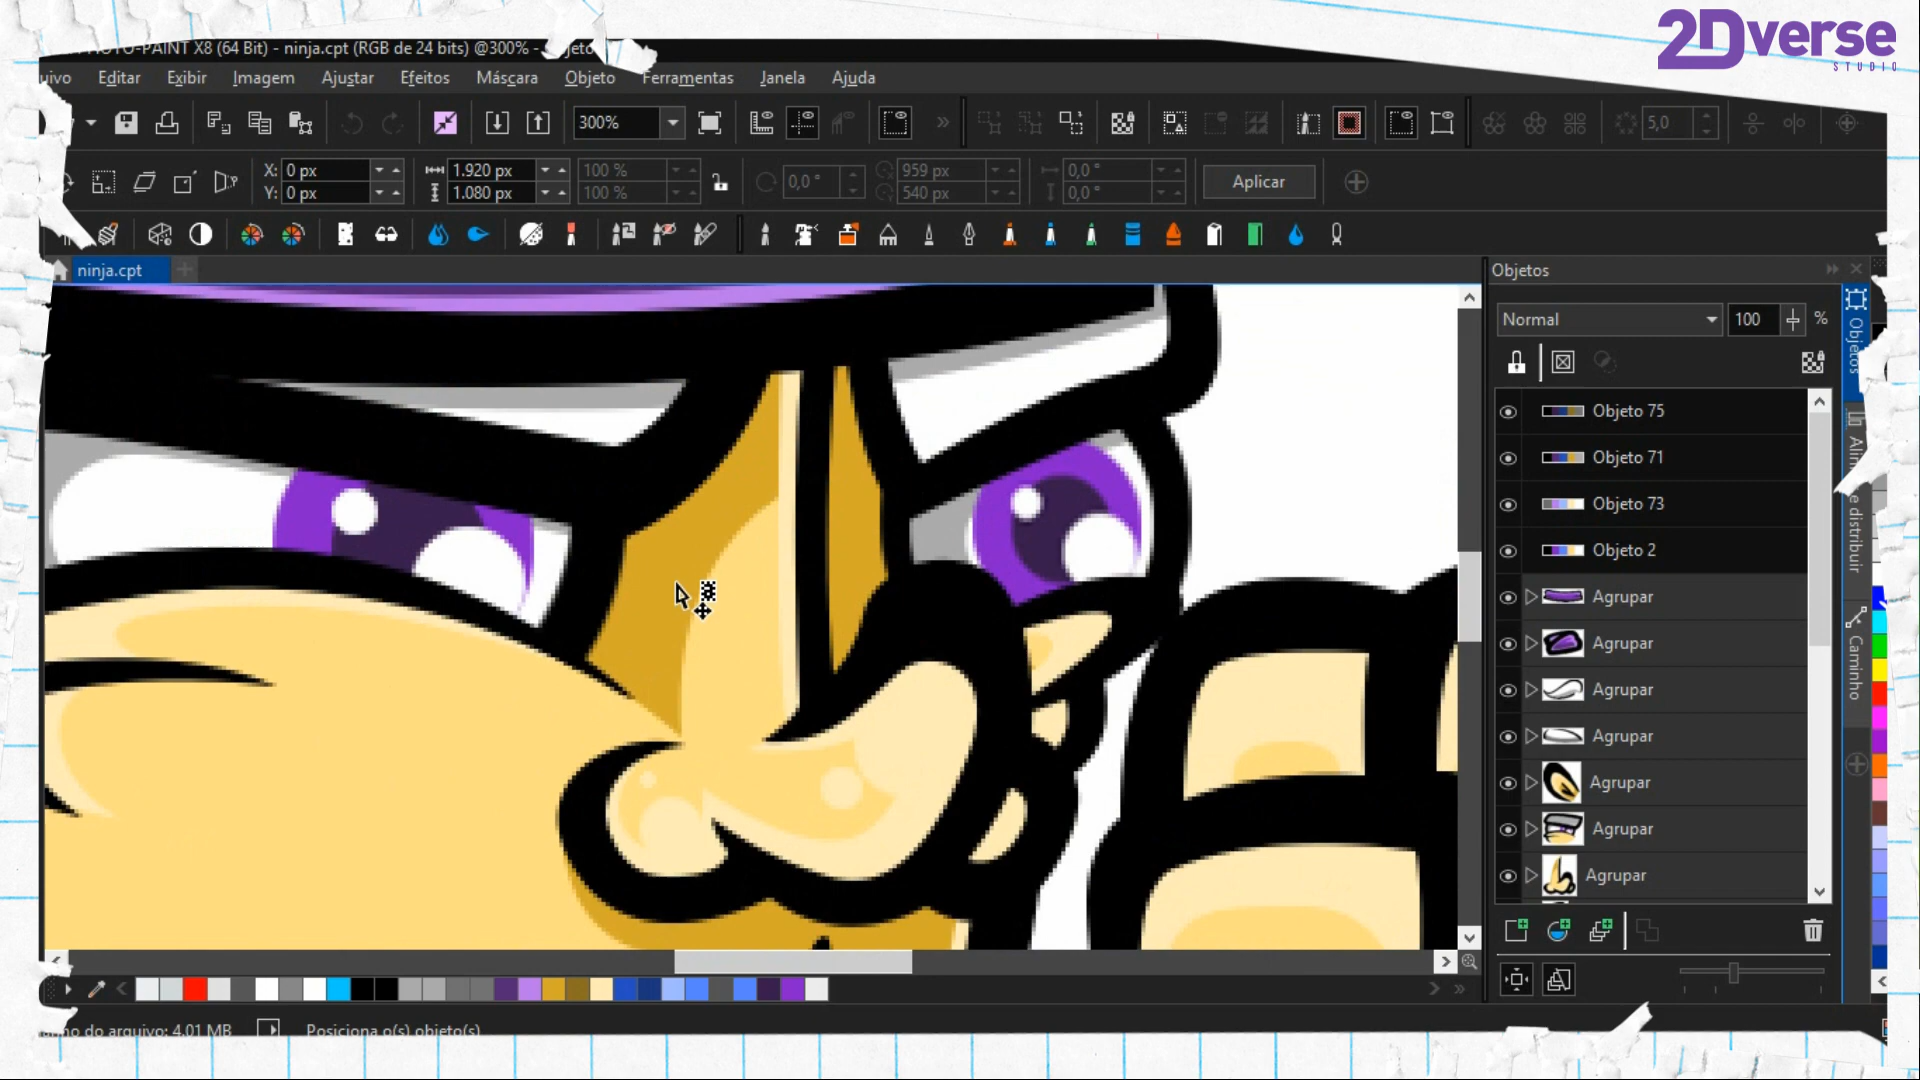 2Dverse
STUDIO
PHOTO-PAINT X8 (64 Bit) - ninja.cpt (RGB de 24 bits) @300% -
Editar Exibir Imagem Ajustar Efeitos Máscara Objeto Ferramentas Janela Ajuda
300% 5,0
X: 0 px 1.920 px 100 % 0,0 ° 959 px 0,0 ° Aplicar
Y: 0 px 1.080 px 100 % 540 px 0,0 °
ninja.cpt
Objetos
Normal 100 %
Objetos
Objeto 75
Objeto 71
Objeto 73
Objeto 2
Agrupar
Agrupar
Agrupar
Agrupar
Agrupar
Agrupar
Agrupar
e distribuir
Caminho
do arquivo: 4.01 MB Posiciona o(s) objeto(s)